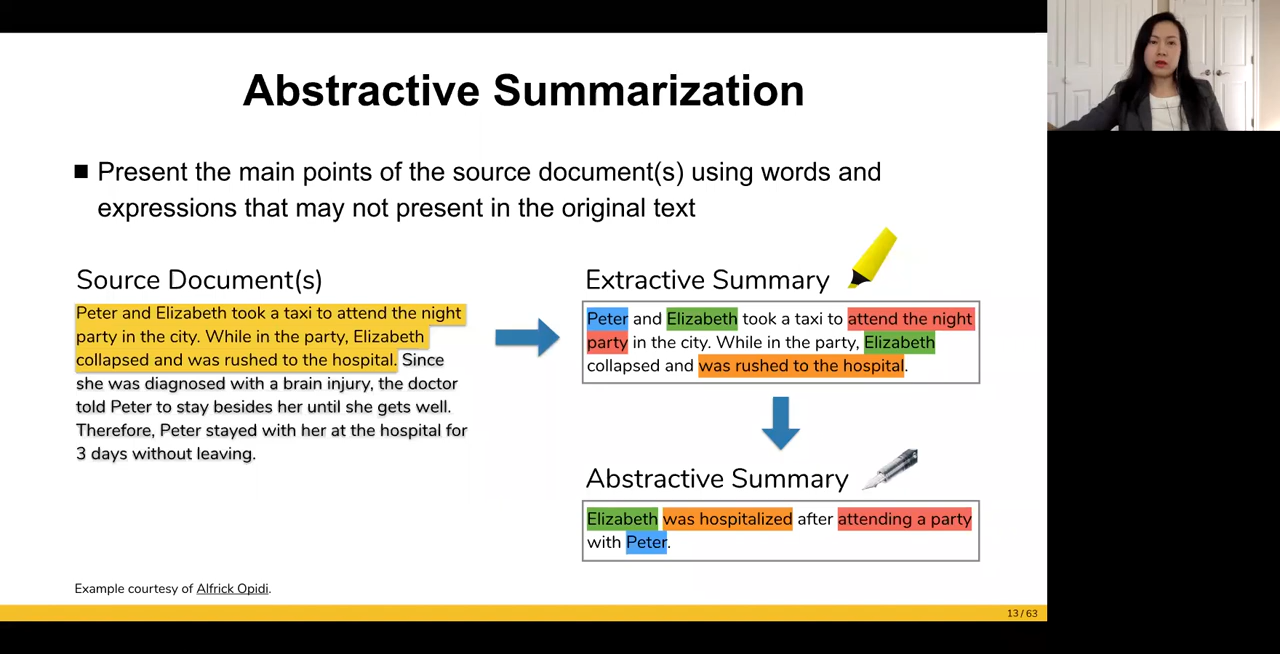 Abstractive Summarization
■ Present the main points of the source document(s) using words and
expressions that may not present in the original text
Source Document(s)
Peter and Elizabeth took a taxi to attend the night
party in the city. While in the party, Elizabeth
collapsed and was rushed to the hospital. Since
she was diagnosed with a brain injury, the doctor
told Peter to stay besides her until she gets well.
Therefore, Peter stayed with her at the hospital for
3 days without leaving.
Extractive Summary
Peter and Elizabeth took a taxi to attend the night
party in the city. While in the party, Elizabeth
collapsed and was rushed to the hospital.
Abstractive Summary
Elizabeth was hospitalized after attending a party
with Peter.
Example courtesy of Alfrick Opidi.
13 / 63